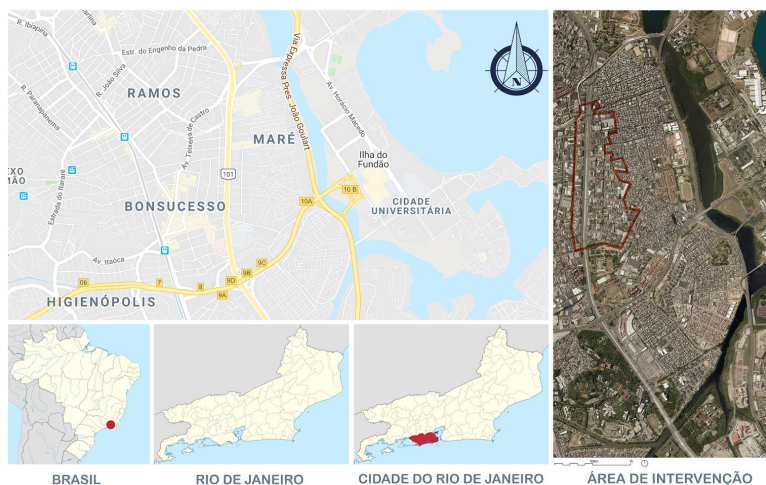 R. Ibiapina
Estr. do Engenho da Pedra
R. João Silva
RAMOS
R. Paranapanema
Av. Teixeira de Castro
Via Expressa Pres. João Goulart
Av. Horácio Macedo
MARÉ
Ilha do
Fundão
N
101
EXO
MÃO
Estrada do Itararé
BONSUCESSO
10A
10 B
CIDADE
UNIVERSITÁRIA
Av. Itaóca
9C
9B
9D
9A
06
7
8
HIGIENÓPOLIS
BRASIL
RIO DE JANEIRO
CIDADE DO RIO DE JANEIRO
ÁREA DE INTERVENÇÃO